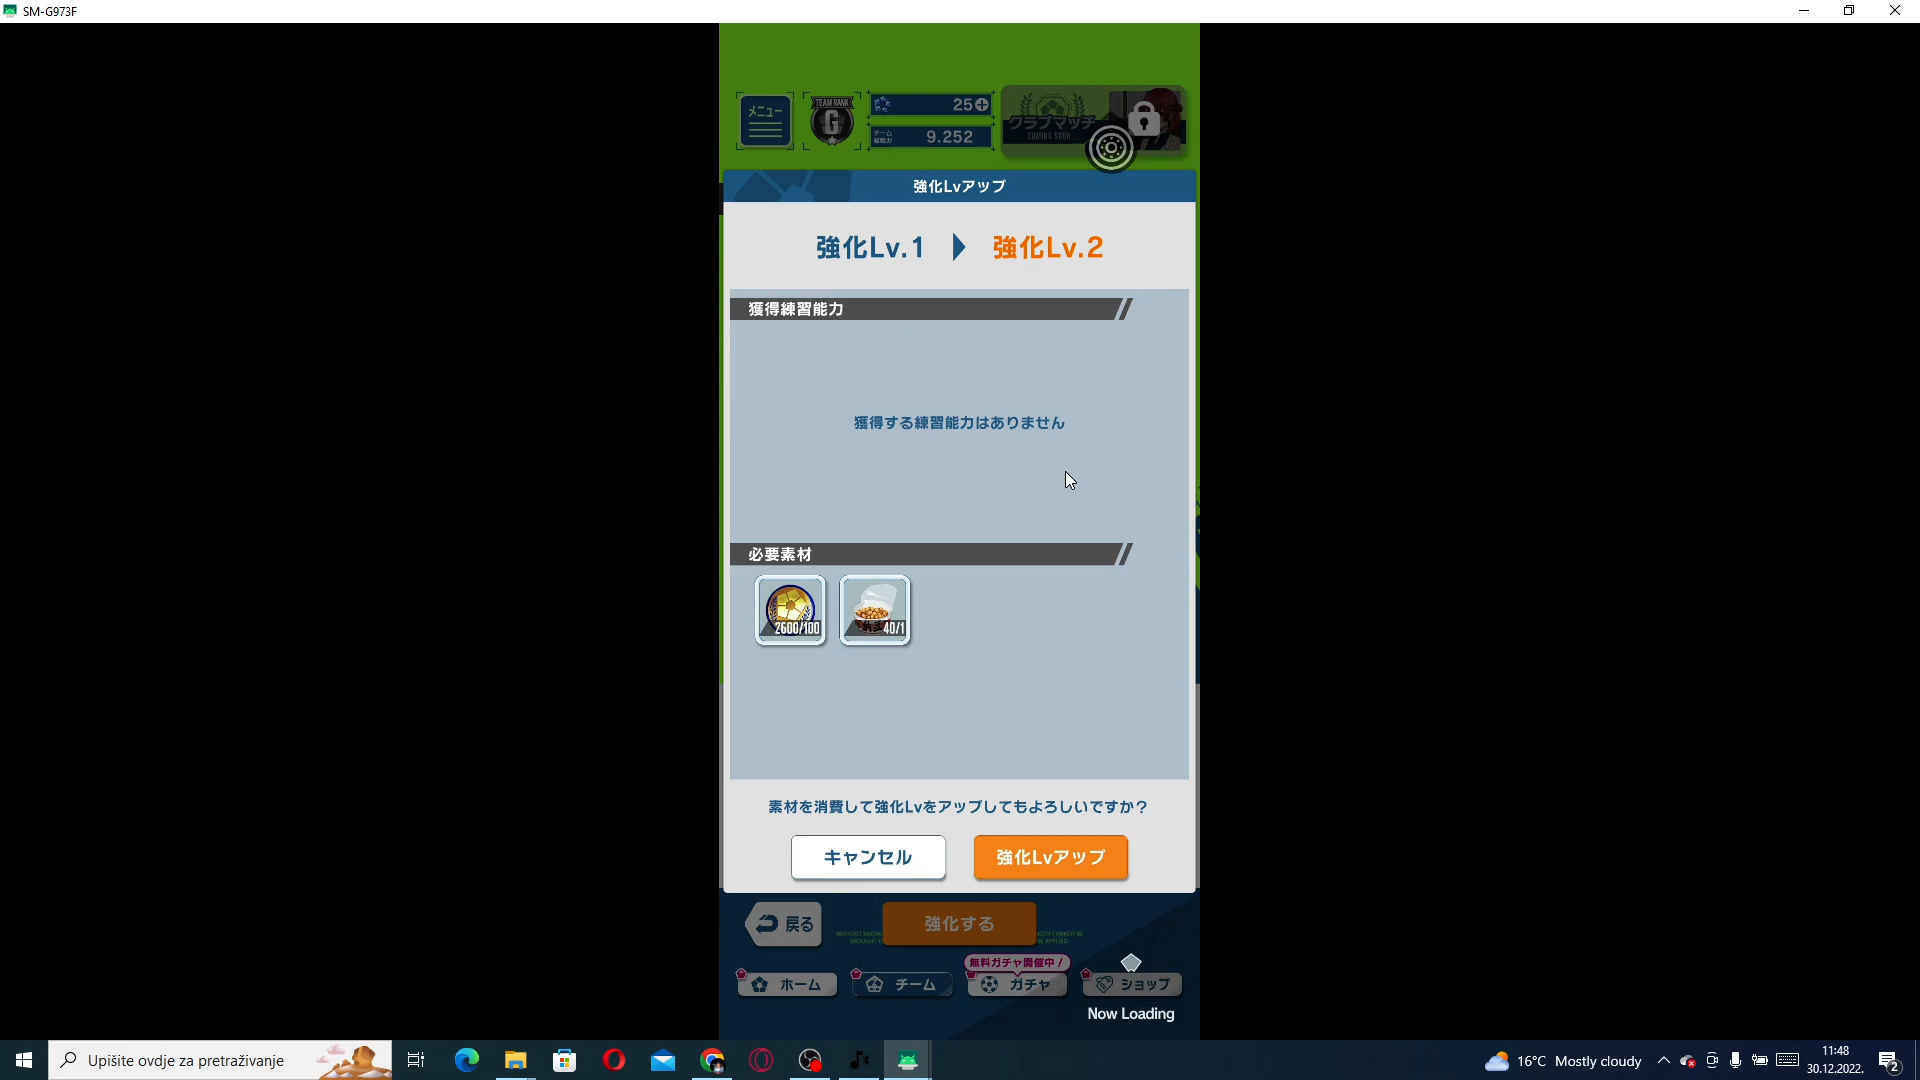 SM-G973F
メニュー
TEAM RANK
G
25
チーム
総戦力
9.252
クラブマッチ
COMING SOON...
強化Lvアップ
強化Lv.1
強化Lv.2
獲得練習能力
獲得する練習能力はありません
必要素材
2600/100
40/1
素材を消費して強化Lvをアップしてもよろしいですか？
キャンセル
強化Lvアップ
戻る
強化する
無料ガチャ開催中！
ホーム
チーム
ガチャ
ショップ
Now Loading
Upišite ovdje za pretraživanje
16°C Mostly cloudy
11:48
30.12.2022.
2